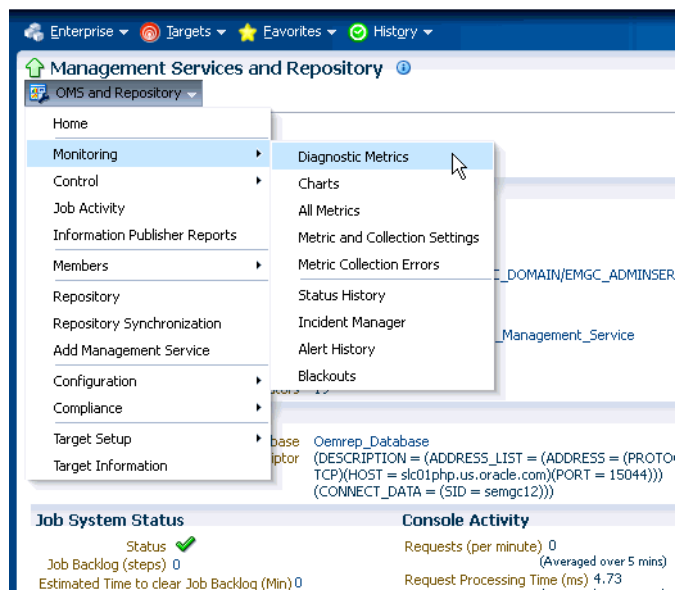 Enterprise Targets Favorites History
Management Services and Repository
OMS and Repository
Home
Monitoring
Control
Job Activity
Information Publisher Reports
Members
Repository
Repository Synchronization
Add Management Service
Configuration
Compliance
Target Setup
Target Information
Diagnostic Metrics
Charts
All Metrics
Metric and Collection Settings
Metric Collection Errors
Status History
Incident Manager
Alert History
Blackouts
_DOMAIN/EMGC_ADMINSER
_Management_Service
19
base Oemrep_Database
iptor (DESCRIPTION = (ADDRESS_LIST = (ADDRESS = (PROTO
TCP)(HOST = slc01php.us.oracle.com)(PORT = 15044)))
(CONNECT_DATA = (SID = semgc12)))
Job System Status
Status
Job Backlog (steps) 0
Estimated Time to clear Job Backlog (Min) 0
Console Activity
Requests (per minute) 0
(Averaged over 5 mins)
Request Processing Time (ms) 4.73